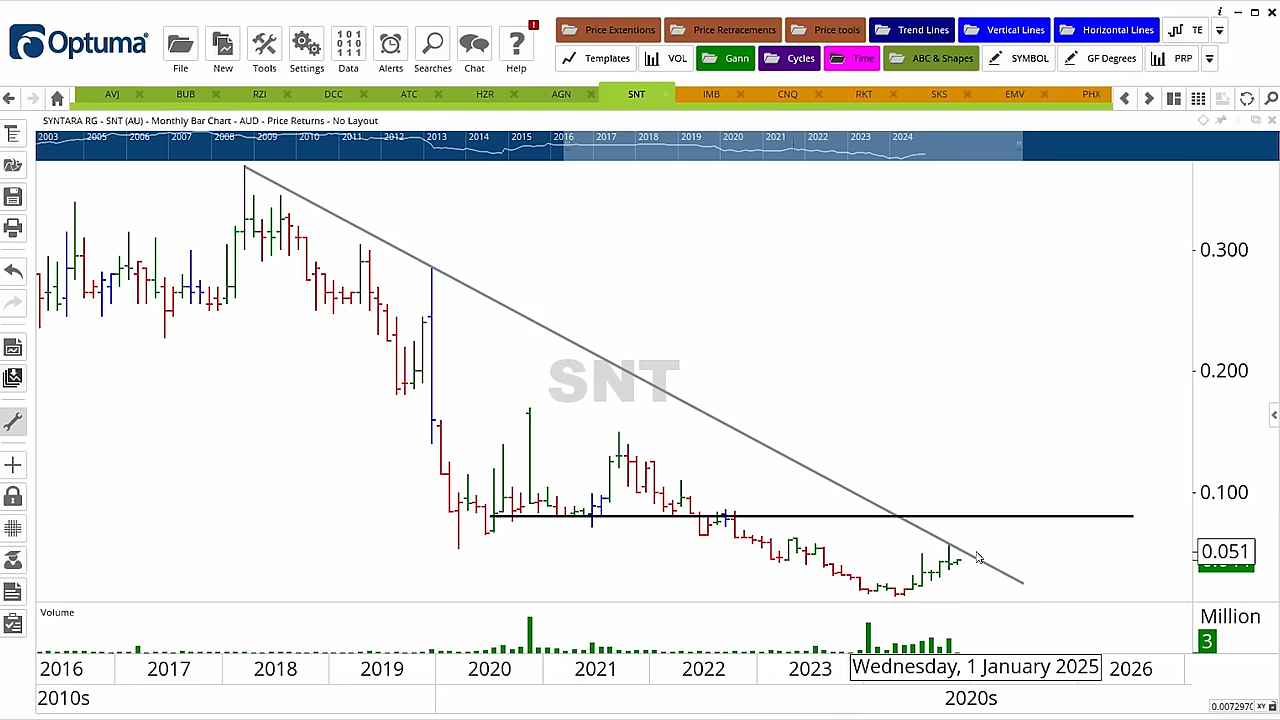 Optuma
File
New
Tools
Settings
Data
Alerts
Searches
Chat
Help
Price Extentions
Price Retracements
Price tools
Trend Lines
Vertical Lines
Horizontal Lines
TE
Templates
VOL
Gann
Cycles
Time
ABC & Shapes
SYMBOL
GF Degrees
PRP
AVJ
BUB
RZI
DCC
ATC
HZR
AGN
SNT
IMB
CNQ
RKT
SKS
EMV
PHX
SYNTARA RG - SNT (AU) - Monthly Bar Chart - AUD - Price Returns - No Layout
2003 2005 2006 2007 2008 2009 2010 2011 2012 2013 2014 2015 2016 2017 2018 2019 2020 2021 2022 2023 2024
0.300
0.200
SNT
0.100
0.051
Volume
Million
3
2016 2017 2018 2019 2020 2021 2022 2023 Wednesday, 1 January 2025 2026
2010s 2020s
XY